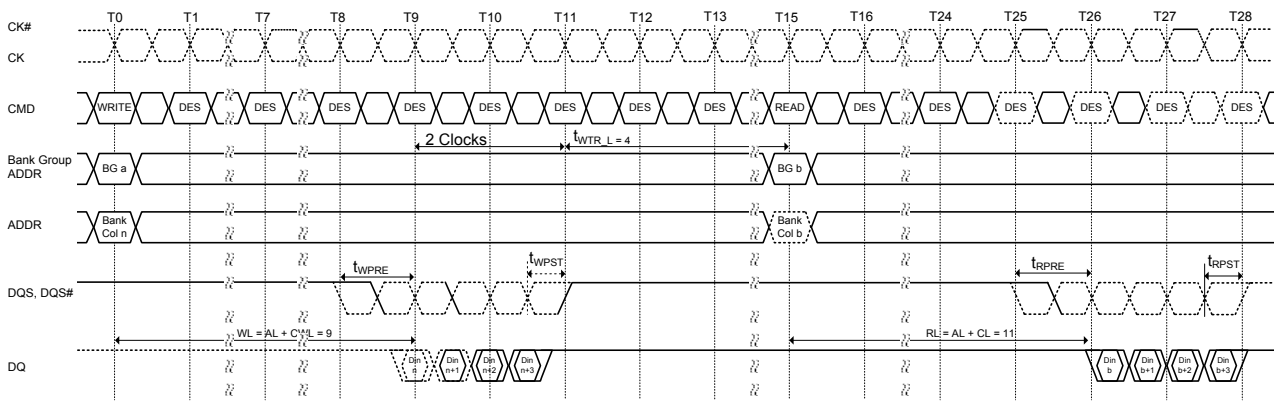 T0 T1 T7 T8 T9 T10 T11 T12 T13 T15 T16 T24 T25 T26 T27 T28
CK#
CK
CMD WRITE DES DES DES DES DES DES DES DES READ DES DES DES DES DES DES
2 Clocks tWTR_L = 4
Bank Group
ADDR
BG a BG b
ADDR
Bank
Col n
Bank
Col b
tWPRE tWPST tRPRE tRPST
DQS, DQS#
WL = AL + CWL = 9 RL = AL + CL = 11
DQ
Din
n
Din
n+1
Din
n+2
Din
n+3
Din
b
Din
b+1
Din
b+2
Din
b+3